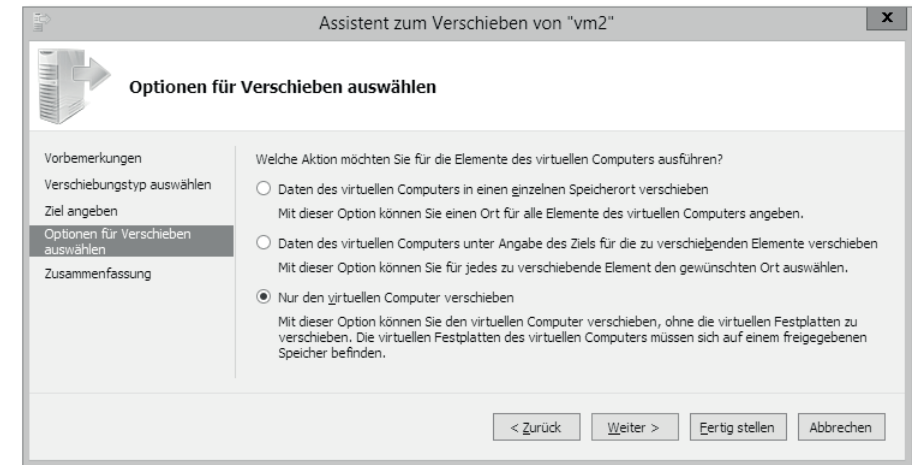 Assistent zum Verschieben von "vm2"
x
Optionen für Verschieben auswählen
Vorbemerkungen
Verschiebungstyp auswählen
Ziel angeben
Optionen für Verschieben
auswählen
Zusammenfassung
Welche Aktion möchten Sie für die Elemente des virtuellen Computers ausführen?
Daten des virtuellen Computers in einen einzelnen Speicherort verschieben
Mit dieser Option können Sie einen Ort für alle Elemente des virtuellen Computers angeben.
Daten des virtuellen Computers unter Angabe des Ziels für die zu verschiebenden Elemente verschieben
Mit dieser Option können Sie für jedes zu verschiebende Element den gewünschten Ort auswählen.
Nur den virtuellen Computer verschieben
Mit dieser Option können Sie den virtuellen Computer verschieben, ohne die virtuellen Festplatten zu
verschieben. Die virtuellen Festplatten des virtuellen Computers müssen sich auf einem freigegebenen
Speicher befinden.
< Zurück
Weiter >
Fertig stellen
Abbrechen